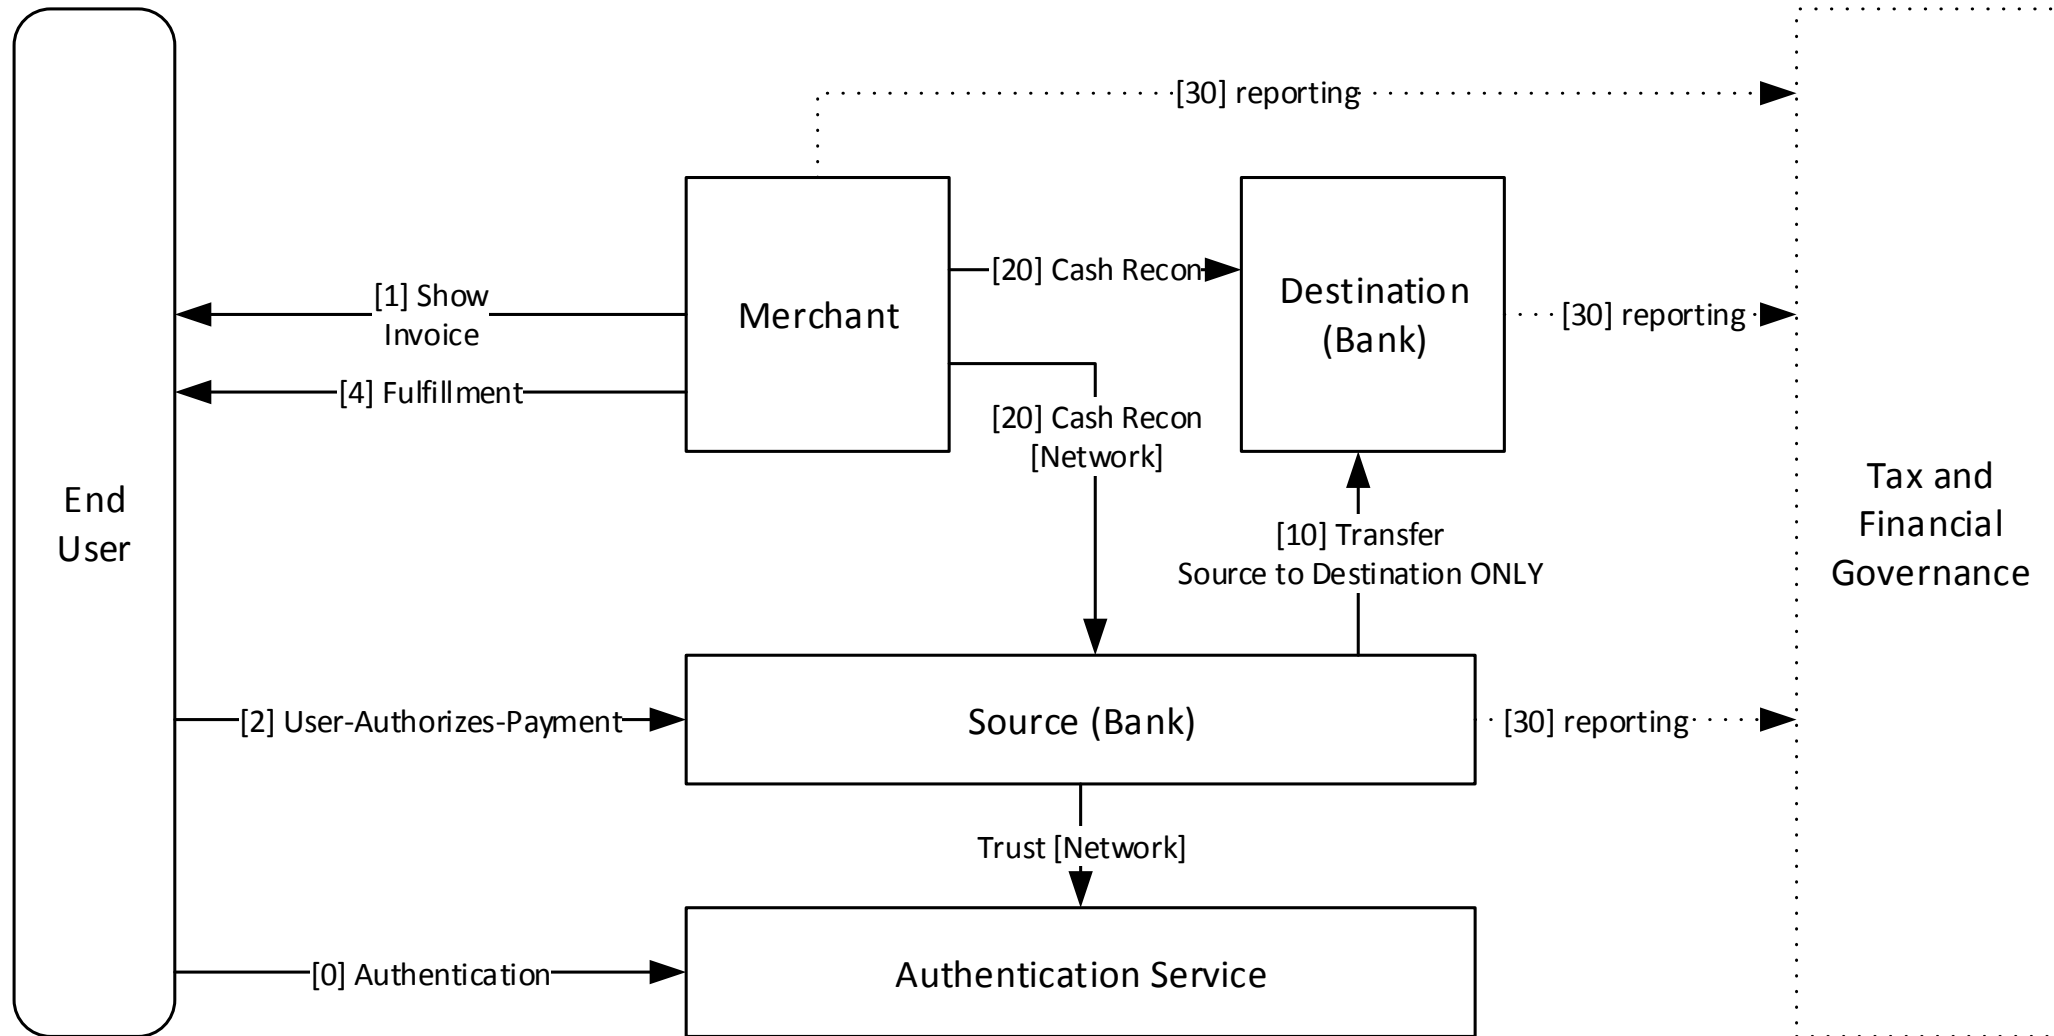 [30] reporting
[1] Show
Invoice
[4] Fulfillment
Merchant
[20] Cash Recon
[20] Cash Recon
[Network]
Destination
(Bank)
[30] reporting
End
User
Tax and
Financial
Governance
[10] Transfer
Source to Destination ONLY
[2] User-Authorizes-Payment
Source (Bank)
[30] reporting
Trust [Network]
[0] Authentication
Authentication Service